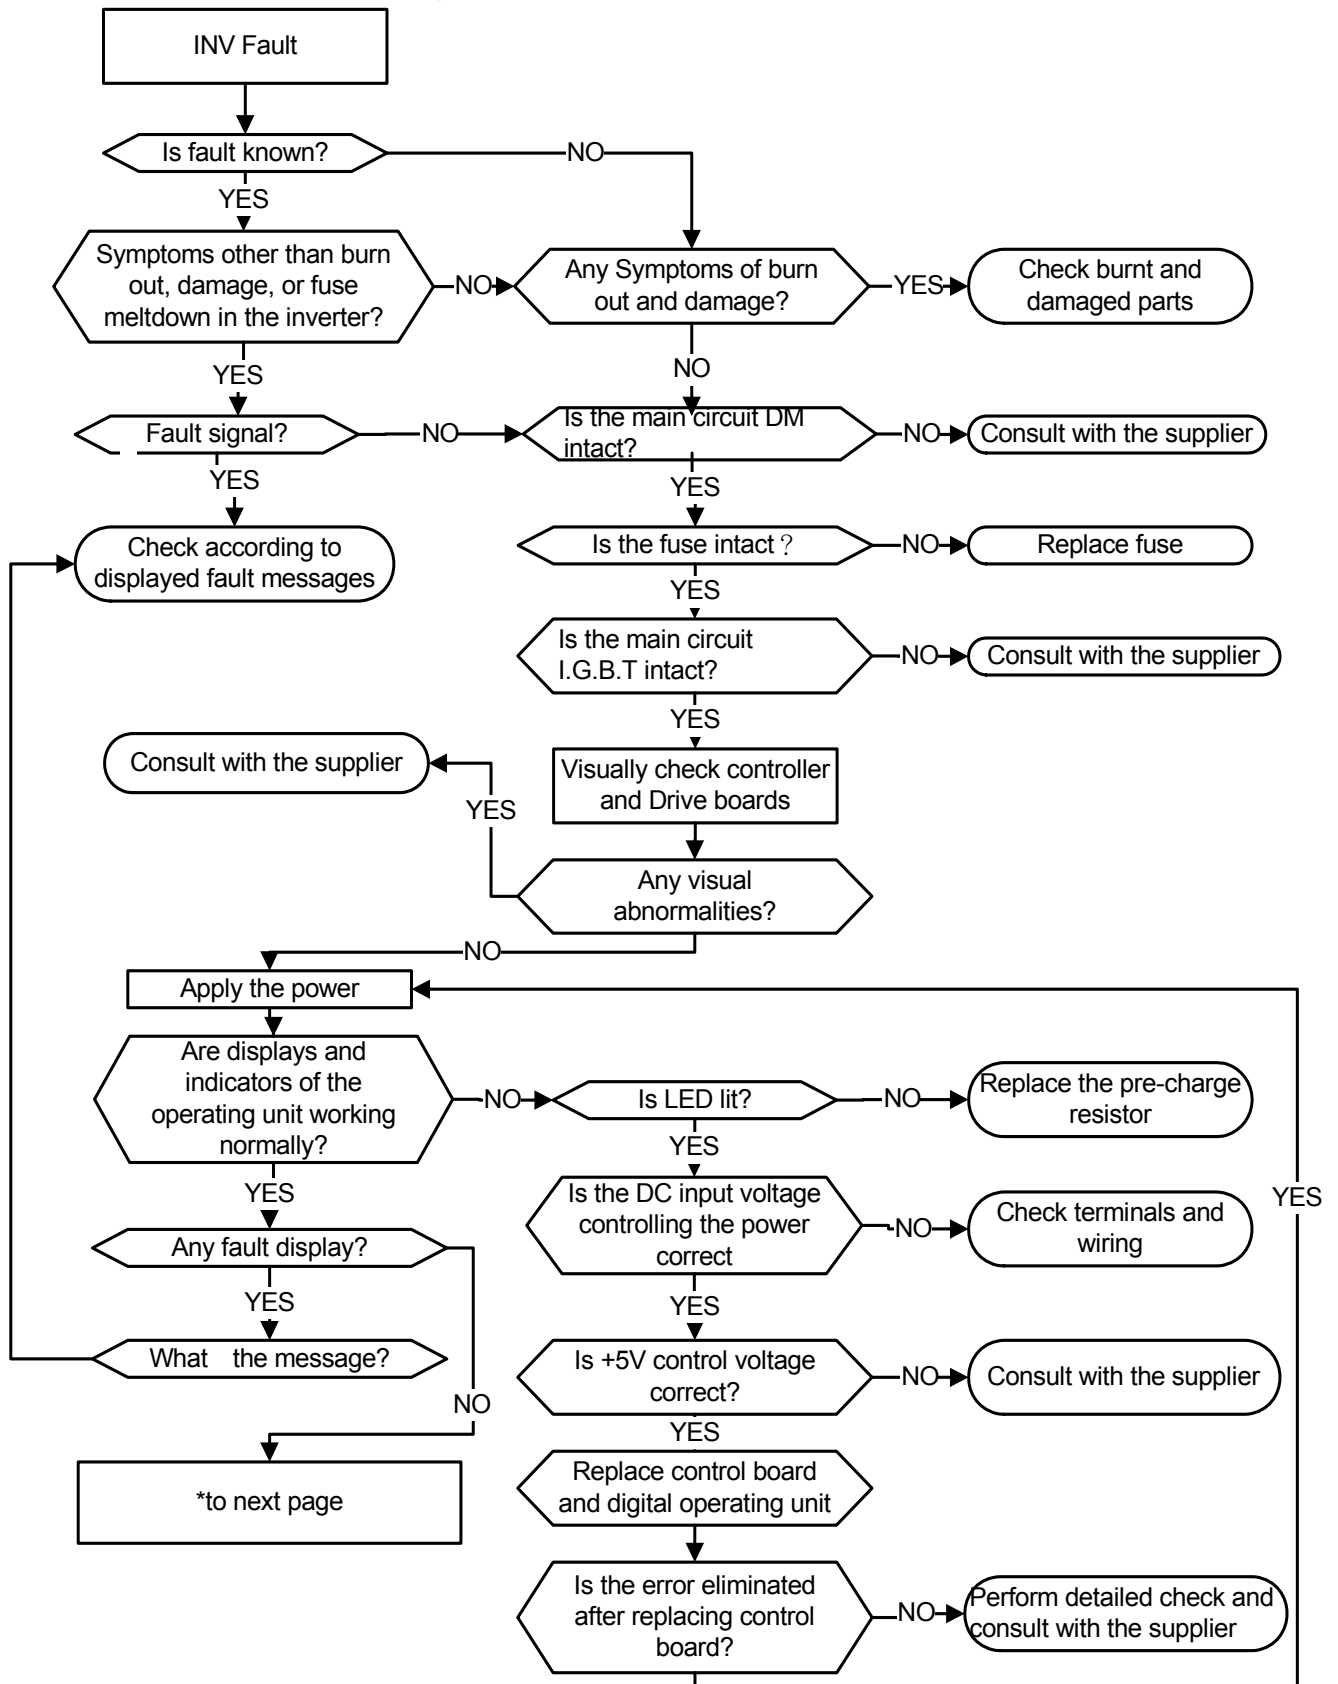 INV Fault
Is fault known?
NO
YES
Symptoms other than burn
out, damage, or fuse
meltdown in the inverter?
NO
Any Symptoms of burn
out and damage?
YES
Check burnt and
damaged parts
YES
NO
Fault signal?
NO
Is the main circuit DM
intact?
NO
Consult with the supplier
YES
YES
Check according to
displayed fault messages
Is the fuse intact？
NO
Replace fuse
YES
Is the main circuit
I.G.B.T intact?
NO
Consult with the supplier
YES
Consult with the supplier
YES
Visually check controller
and Drive boards
Any visual
abnormalities?
NO
Apply the power
Are displays and
indicators of the
operating unit working
normally?
NO
Is LED lit?
NO
Replace the pre-charge
resistor
YES
YES
Is the DC input voltage
controlling the power
correct
NO
Check terminals and
wiring
YES
Any fault display?
YES
YES
What the message?
NO
Is +5V control voltage
correct?
NO
Consult with the supplier
YES
*to next page
Replace control board
and digital operating unit
Is the error eliminated
after replacing control
board?
NO
Perform detailed check and
consult with the supplier